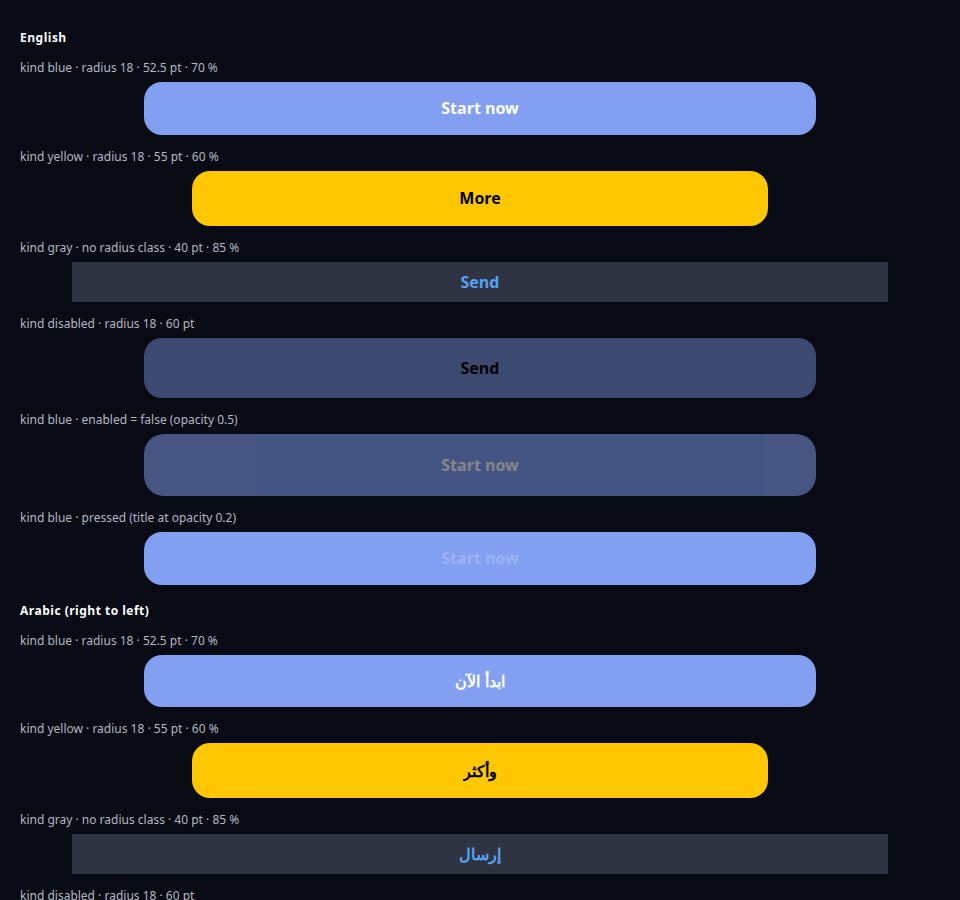 English
kind blue · radius 18 · 52.5 pt · 70 %
Start now
kind yellow · radius 18 · 55 pt · 60 %
More
kind gray · no radius class · 40 pt · 85 %
Send
kind disabled · radius 18 · 60 pt
Send
kind blue · enabled = false (opacity 0.5)
Start now
kind blue · pressed (title at opacity 0.2)
Start now
Arabic (right to left)
kind blue · radius 18 · 52.5 pt · 70 %
ابدأ الآن
kind yellow · radius 18 · 55 pt · 60 %
وأكثر
kind gray · no radius class · 40 pt · 85 %
إرسال
kind disabled · radius 18 · 60 pt